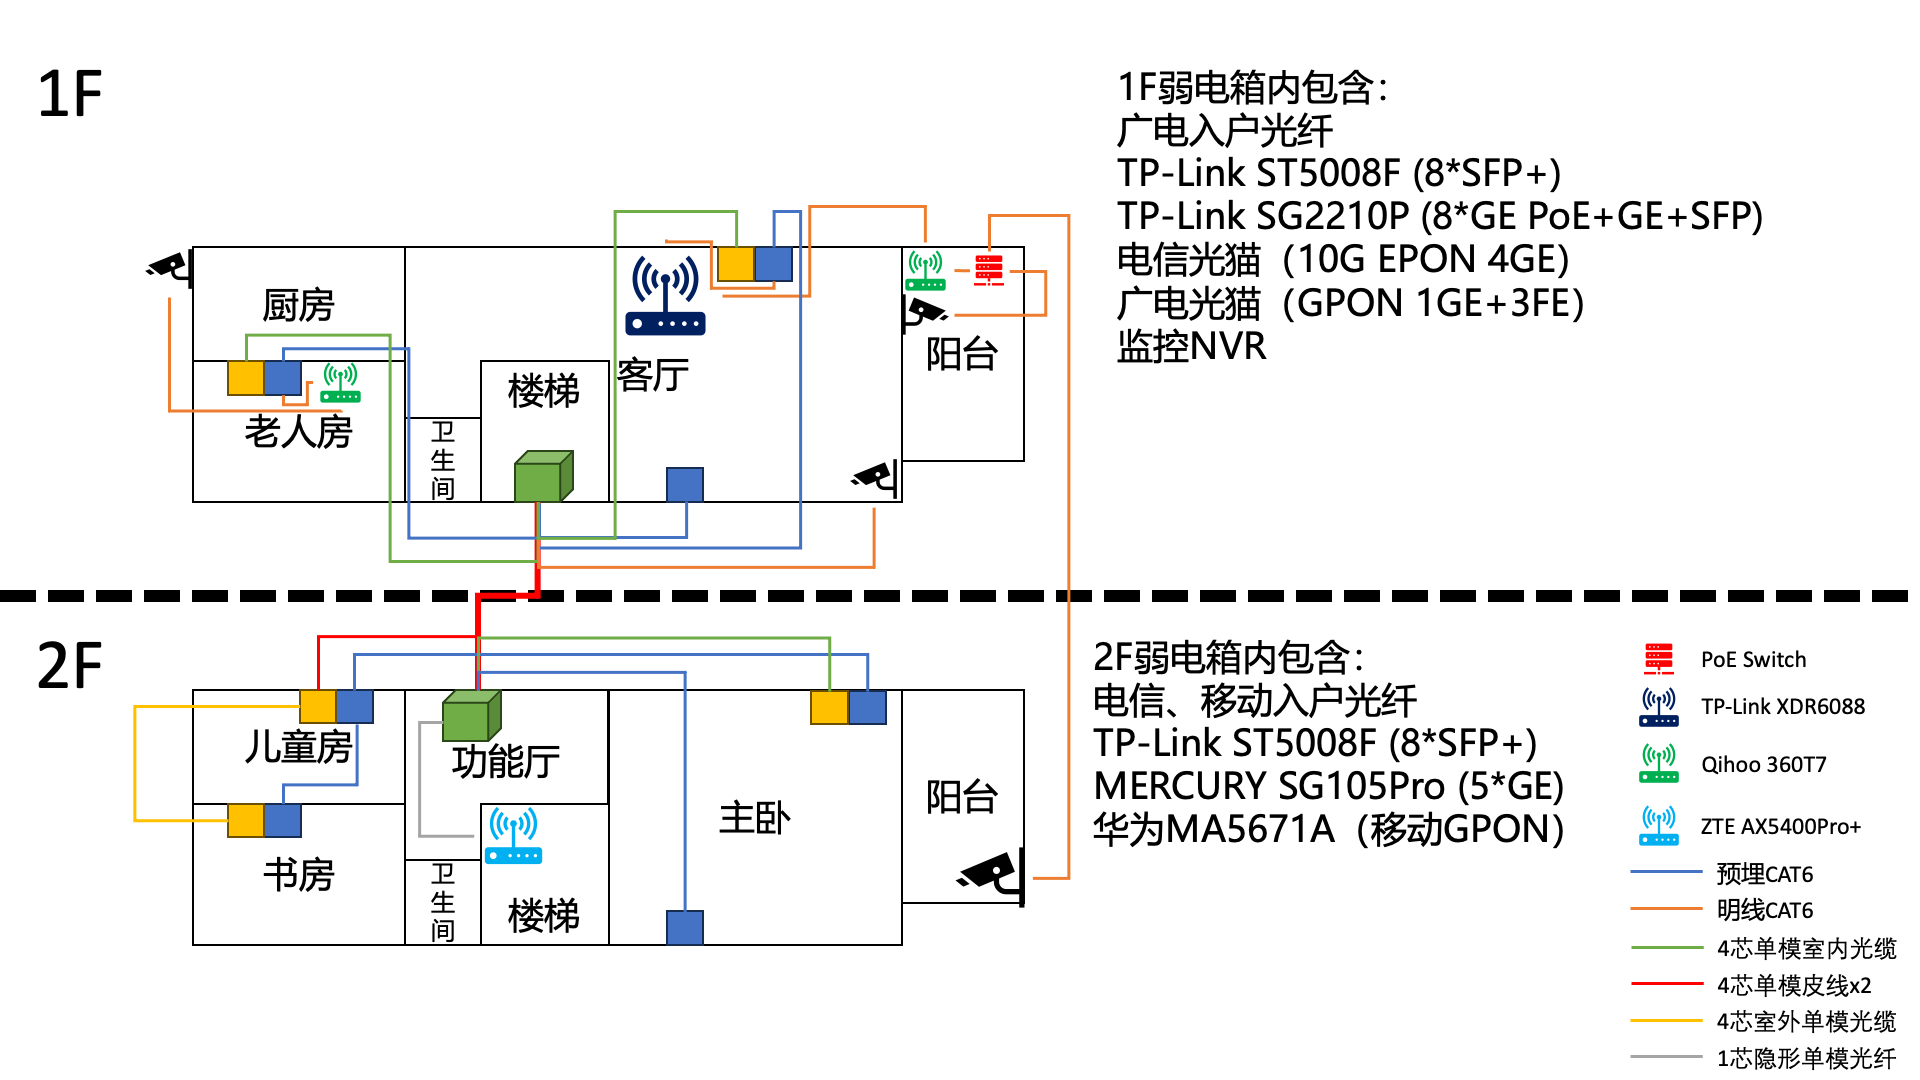 1F
1F弱电箱内包含：
广电入户光纤
TP-Link ST5008F (8*SFP+)
TP-Link SG2210P (8*GE PoE+GE+SFP)
电信光猫（10G EPON 4GE）
广电光猫（GPON 1GE+3FE）
监控NVR
厨房
客厅
阳台
楼梯
老人房
卫生间
2F
2F弱电箱内包含：
电信、移动入户光纤
TP-Link ST5008F (8*SFP+)
MERCURY SG105Pro (5*GE)
华为MA5671A（移动GPON）
儿童房
功能厅
主卧
阳台
书房
卫生间
楼梯
PoE Switch
TP-Link XDR6088
Qihoo 360T7
ZTE AX5400Pro+
预埋CAT6
明线CAT6
4芯单模室内光缆
4芯单模皮线x2
4芯室外单模光缆
1芯隐形单模光纤